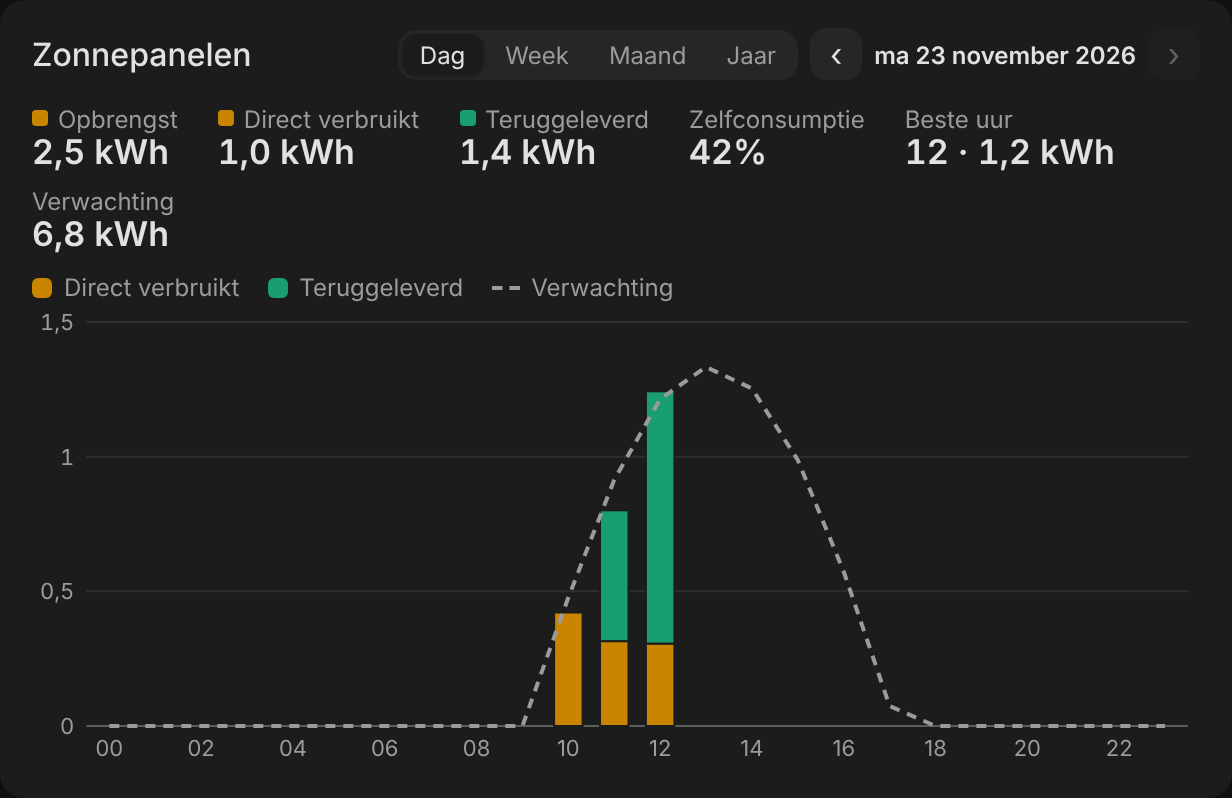 Zonnepanelen
Dag Week Maand Jaar ‹ ma 23 november 2026 ›
Opbrengst Direct verbruikt Teruggeleverd Zelfconsumptie Beste uur
2,5 kWh 1,0 kWh 1,4 kWh 42% 12 · 1,2 kWh
Verwachting
6,8 kWh
Direct verbruikt Teruggeleverd Verwachting
1,5
1
0,5
0
00 02 04 06 08 10 12 14 16 18 20 22